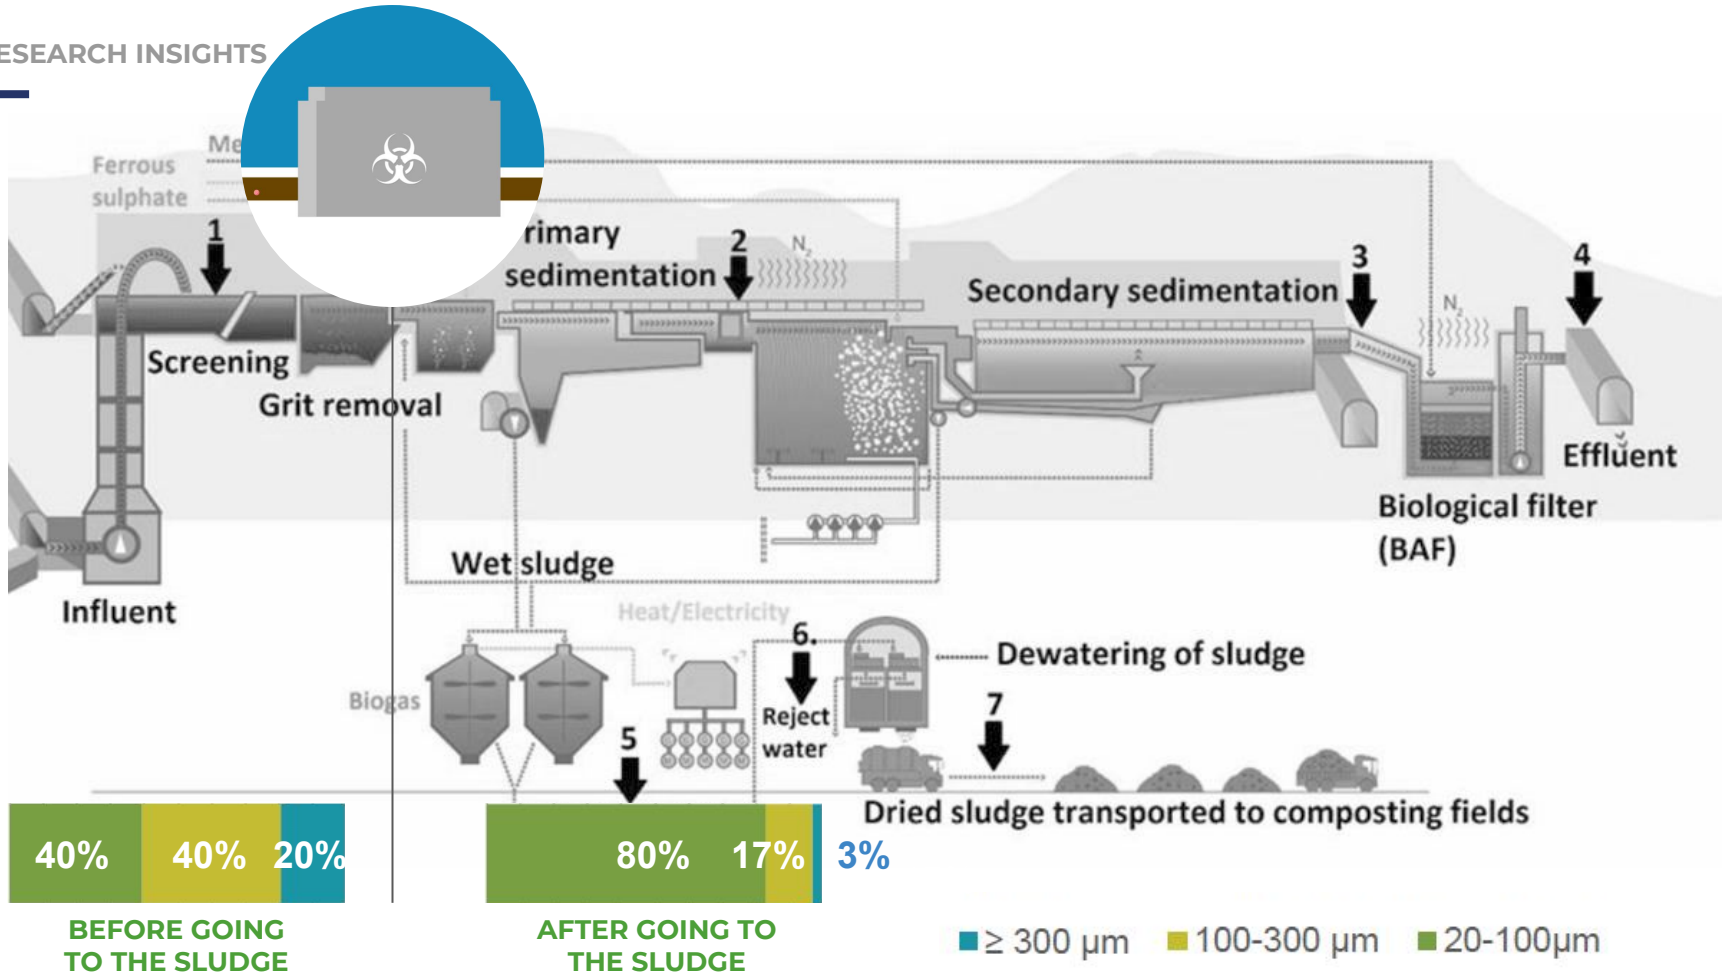 ESEARCH INSIGHTS
Me
Ferrous
sulphate
1
rimary
sedimentation
2
N2
Secondary sedimentation
3
4
N2
Screening
Grit removal
Effluent
Biological filter
(BAF)
Wet sludge
Influent
Heat/Electricity
6.
Dewatering of sludge
Biogas
5
Reject
water
7
Dried sludge transported to composting fields
40% 40% 20%
80% 17% 3%
BEFORE GOING
TO THE SLUDGE
AFTER GOING TO
THE SLUDGE
≥ 300 µm 100-300 µm 20-100µm